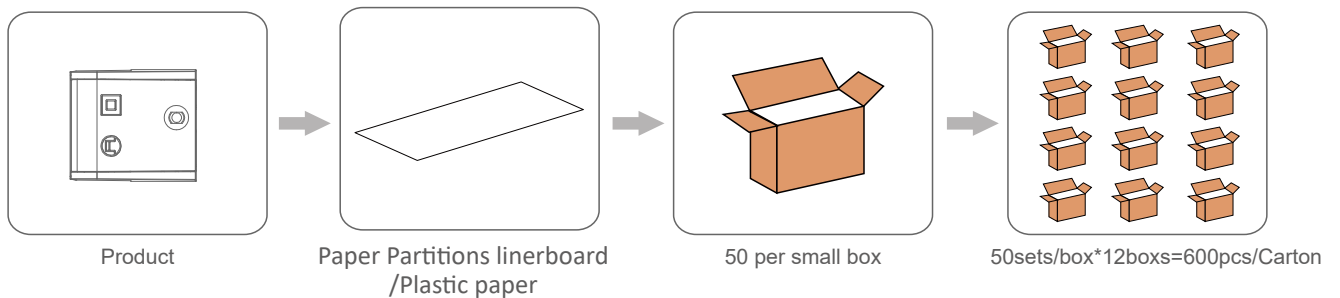 Product
Paper Partitions linerboard
/Plastic paper
50 per small box
50sets/box*12boxs=600pcs/Carton